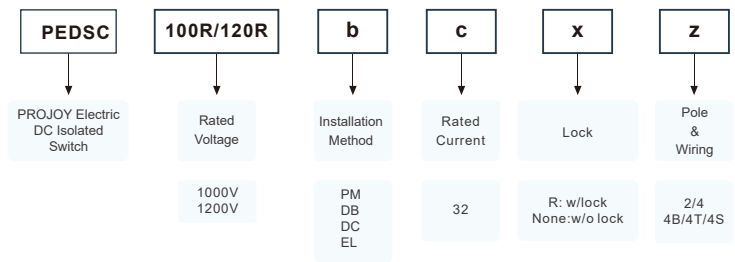 PEDSC
100R/120R
b
c
x
z
PROJOY Electric
DC Isolated
Switch
Rated
Voltage
Installation
Method
Rated
Current
Lock
Pole
&
Wiring
1000V
1200V
PM
DB
DC
EL
32
R: w/lock
None:w/o lock
2/4
4B/4T/4S